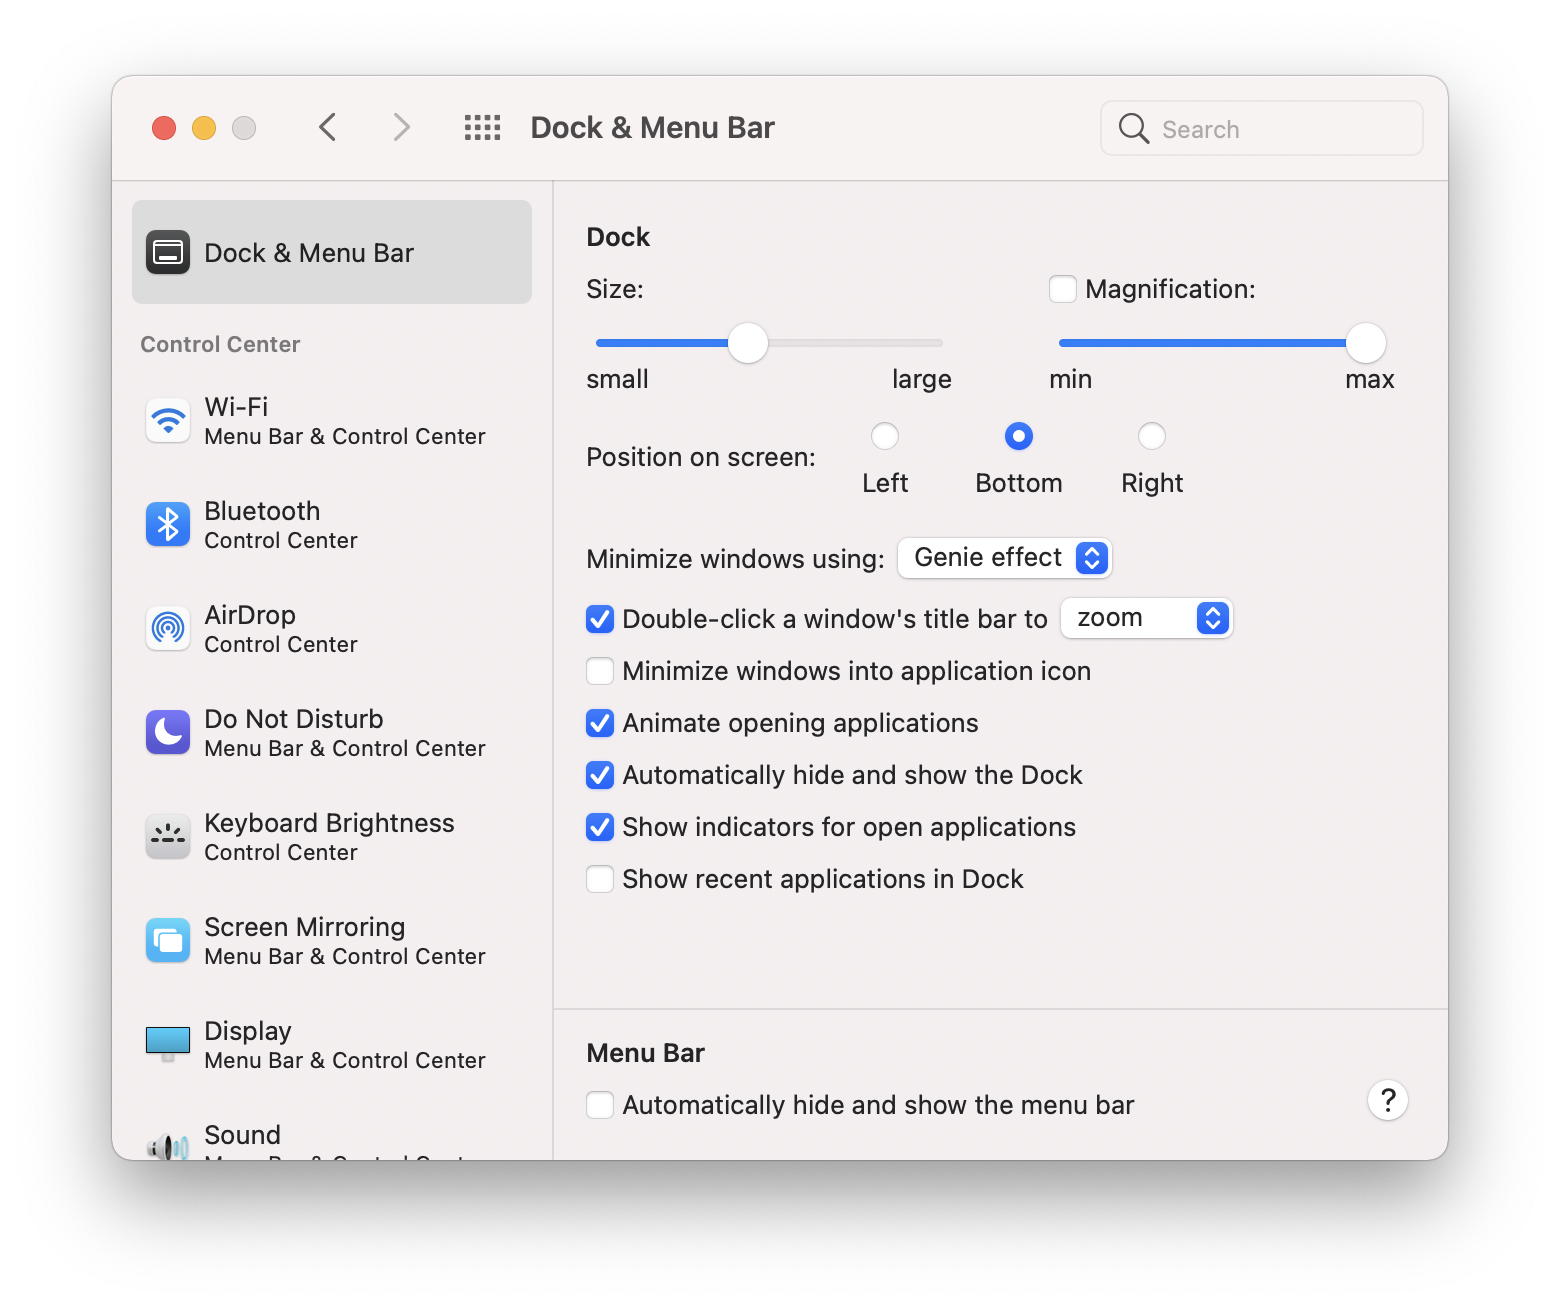 Dock & Menu Bar
Search
Dock & Menu Bar
Control Center
Wi-Fi
Menu Bar & Control Center
Bluetooth
Control Center
AirDrop
Control Center
Do Not Disturb
Menu Bar & Control Center
Keyboard Brightness
Control Center
Screen Mirroring
Menu Bar & Control Center
Display
Menu Bar & Control Center
Sound
Menu Bar & Control Center
Dock
Size:
small large
Magnification:
min max
Position on screen:
Left Bottom Right
Minimize windows using: Genie effect
Double-click a window's title bar to zoom
Minimize windows into application icon
Animate opening applications
Automatically hide and show the Dock
Show indicators for open applications
Show recent applications in Dock
Menu Bar
Automatically hide and show the menu bar
?